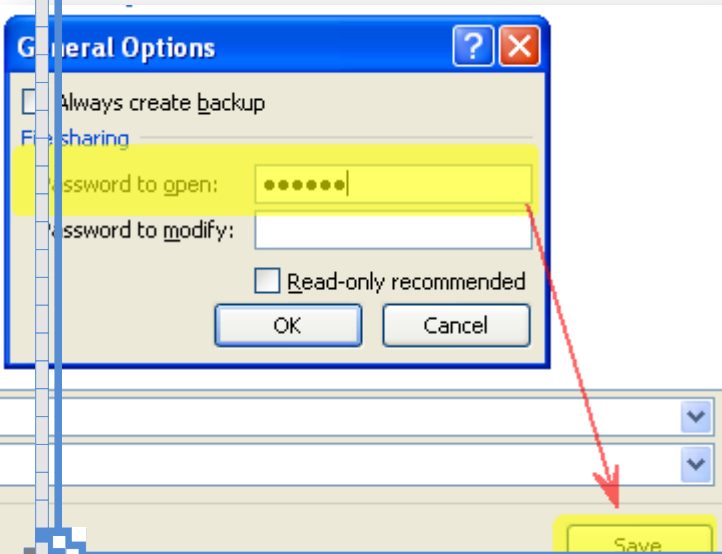 General Options
Always create backup
File sharing
Password to open:
●●●●●●
Password to modify:
Read-only recommended
OK
Cancel
Save